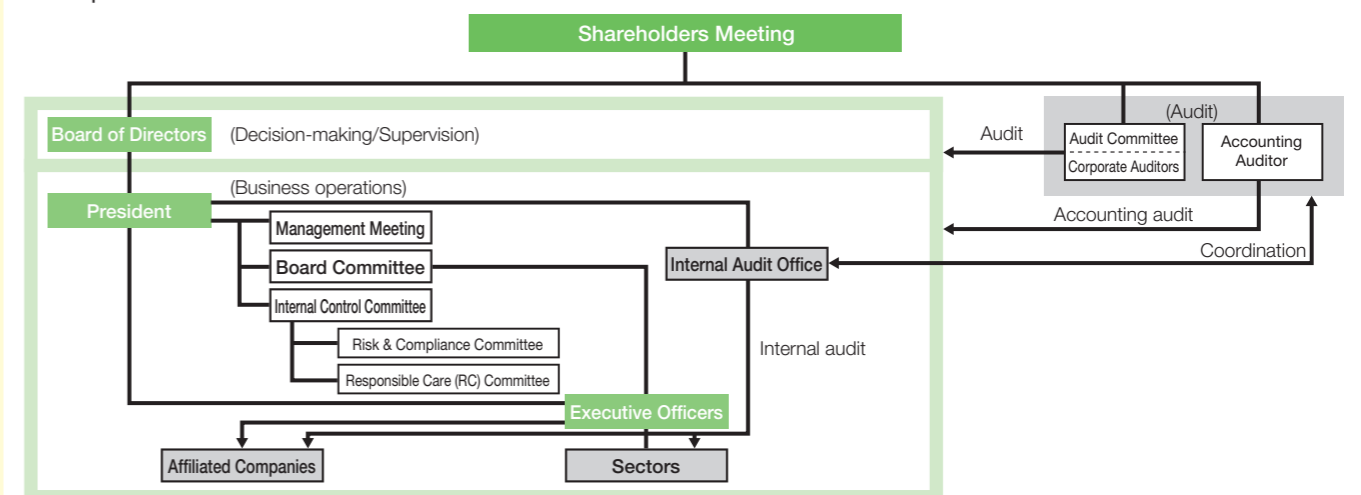 Shareholders Meeting
Board of Directors
(Decision-making/Supervision)
Audit
(Audit)
Audit Committee
Corporate Auditors
Accounting
Auditor
(Business operations)
President
Accounting audit
Management Meeting
Coordination
Board Committee
Internal Audit Office
Internal Control Committee
Risk & Compliance Committee
Internal audit
Responsible Care (RC) Committee
Executive Officers
Affiliated Companies
Sectors